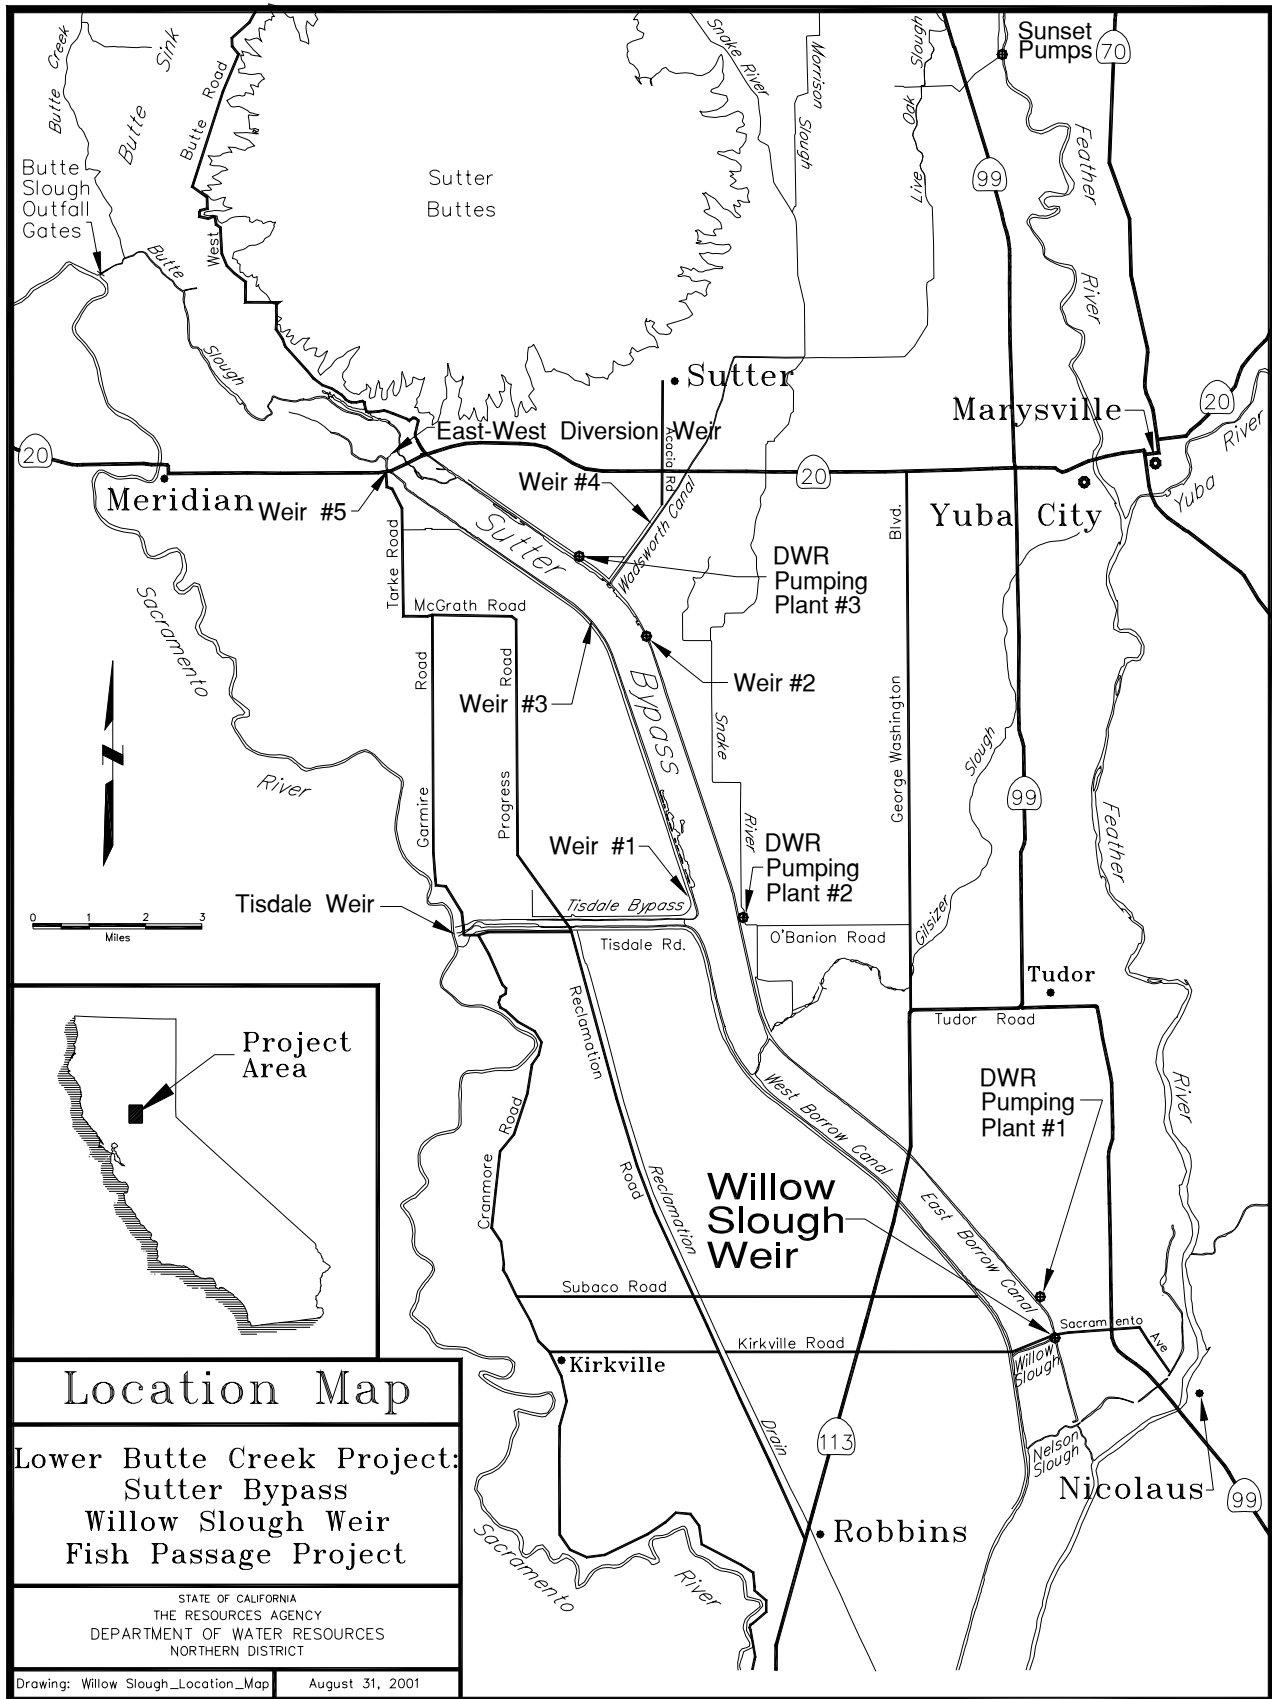 Butte Creek
Butte
Sink
Butte Road
West
Snake River
Morrison Slough
Live Oak Slough
Sunset
Pumps
70
99
Feather River
Butte
Slough
Outfall
Gates
Sutter
Buttes
Butte Slough
Sutter
Marysville
20
Yuba River
East-West Diversion Weir
Acacia Rd
20
Meridian
Weir #5
Weir #4
20
Wadsworth Canal
Yuba City
Blvd.
Sutter
Tarke Road
DWR
Pumping
Plant #3
McGrath Road
Sacramento
River
Road
Road
Weir #3
Bypass
Weir #2
Snake
River
George Washington
Slough
99
Garmire
Progress
Feather
Weir #1
DWR
Pumping
Plant #2
Tisdale Weir
Tisdale Bypass
Tisdale Rd.
O'Banion Road
Gilsizer
N
0 1 2 3
Miles
Tudor
Tudor Road
Reclamation
Road
Project
Area
West Borrow Canal
DWR
Pumping
Plant #1
River
Cranmore Road
Reclamation
Willow
Slough
Weir
East Borrow Canal
Subaco Road
Sacramento
Ave
Kirkville Road
Kirkville
Willow
Slough
Drain
113
Nelson
Slough
Nicolaus
99
Robbins
Sacramento
River
Location Map
Lower Butte Creek Project:
Sutter Bypass
Willow Slough Weir
Fish Passage Project
STATE OF CALIFORNIA
THE RESOURCES AGENCY
DEPARTMENT OF WATER RESOURCES
NORTHERN DISTRICT
Drawing: Willow Slough_Location_Map
August 31, 2001